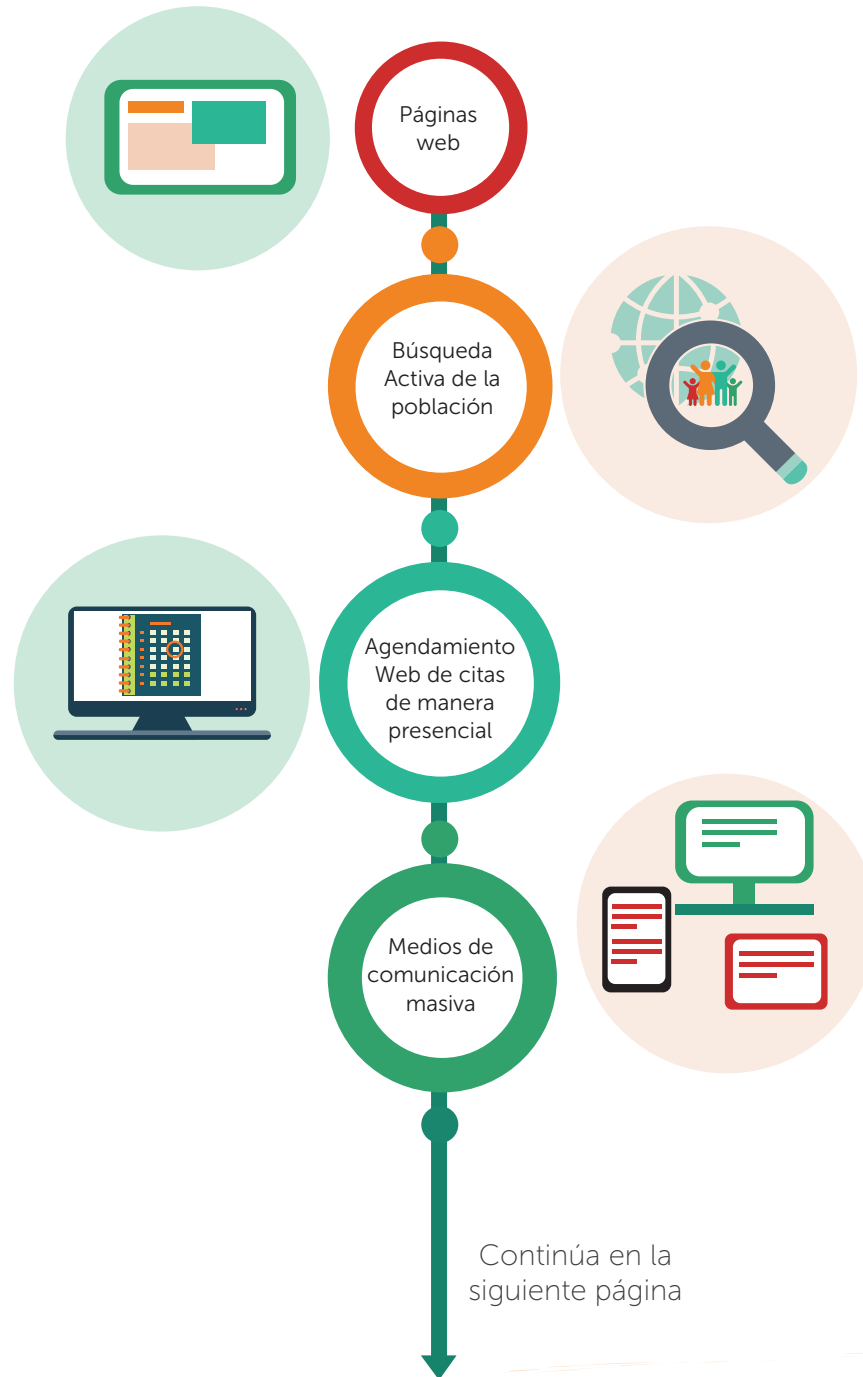 Páginas
web
Búsqueda
Activa de la
población
Agendamiento
Web de citas
de manera
presencial
Medios de
comunicación
masiva
Continúa en la
siguiente página